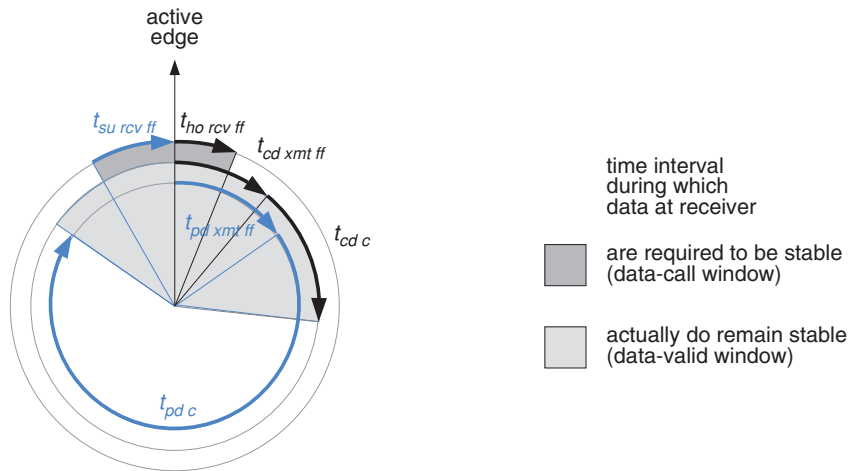 active
edge
t su rcv ff
t ho rcv ff
t cd xmt ff
t pd xmt ff
t cd c
t pd c
time interval
during which
data at receiver
are required to be stable
(data-call window)
actually do remain stable
(data-valid window)